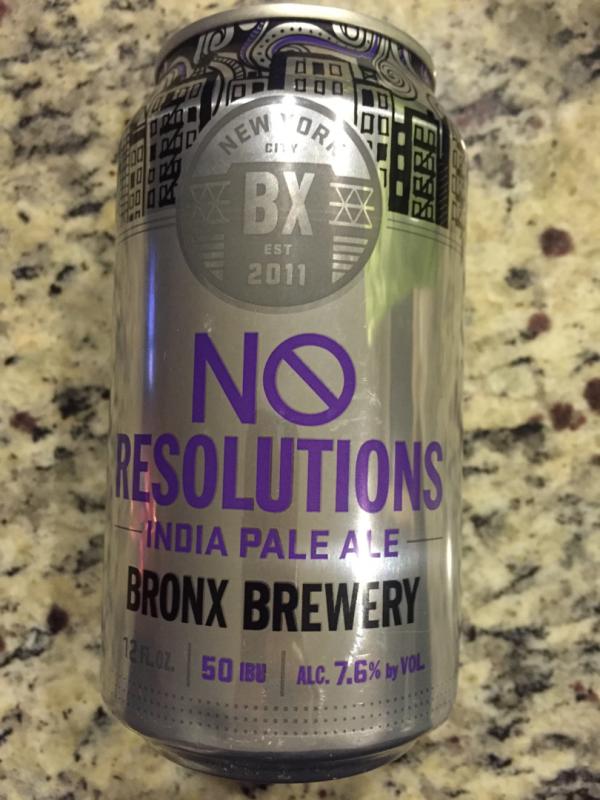 NEW YORK
CITY
BX
EST
2011
NO
RESOLUTIONS
INDIA PALE ALE
BRONX BREWERY
12 FL.OZ. 50 IBU ALC. 7.6% by VOL.